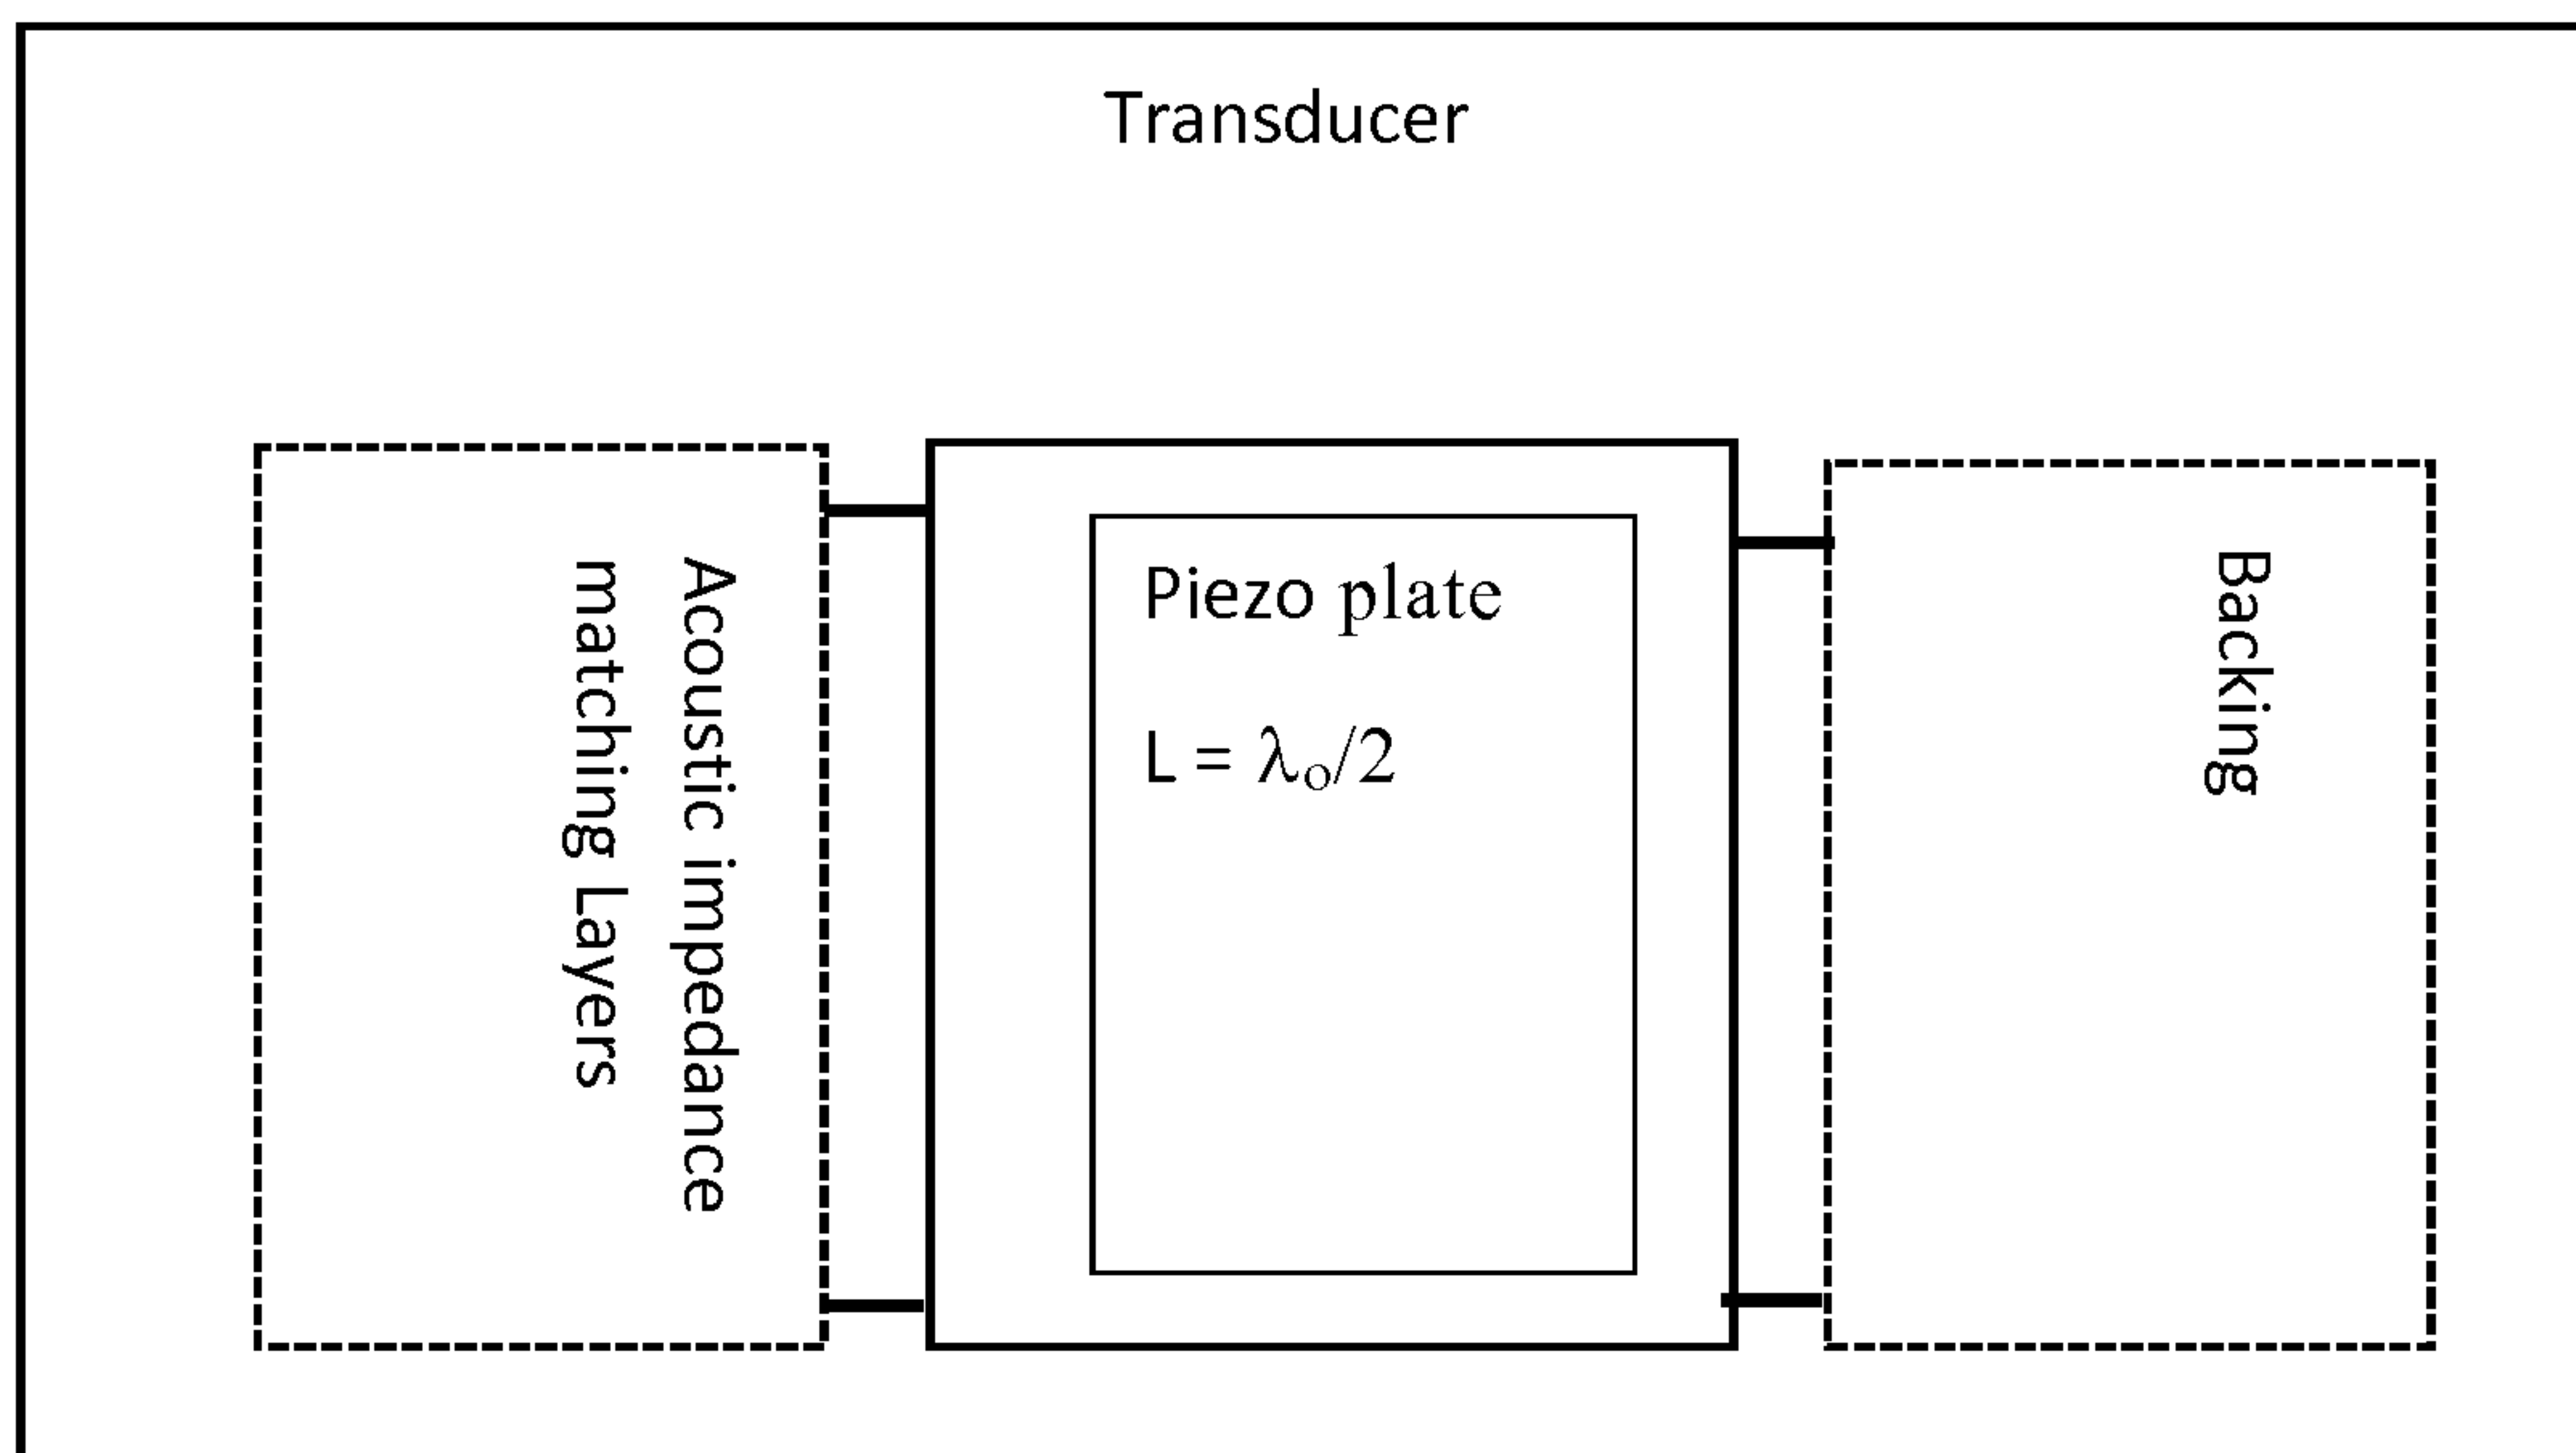 Transducer
Acoustic impedance
matching Layers
Piezo plate
L = λₒ/2
Backing